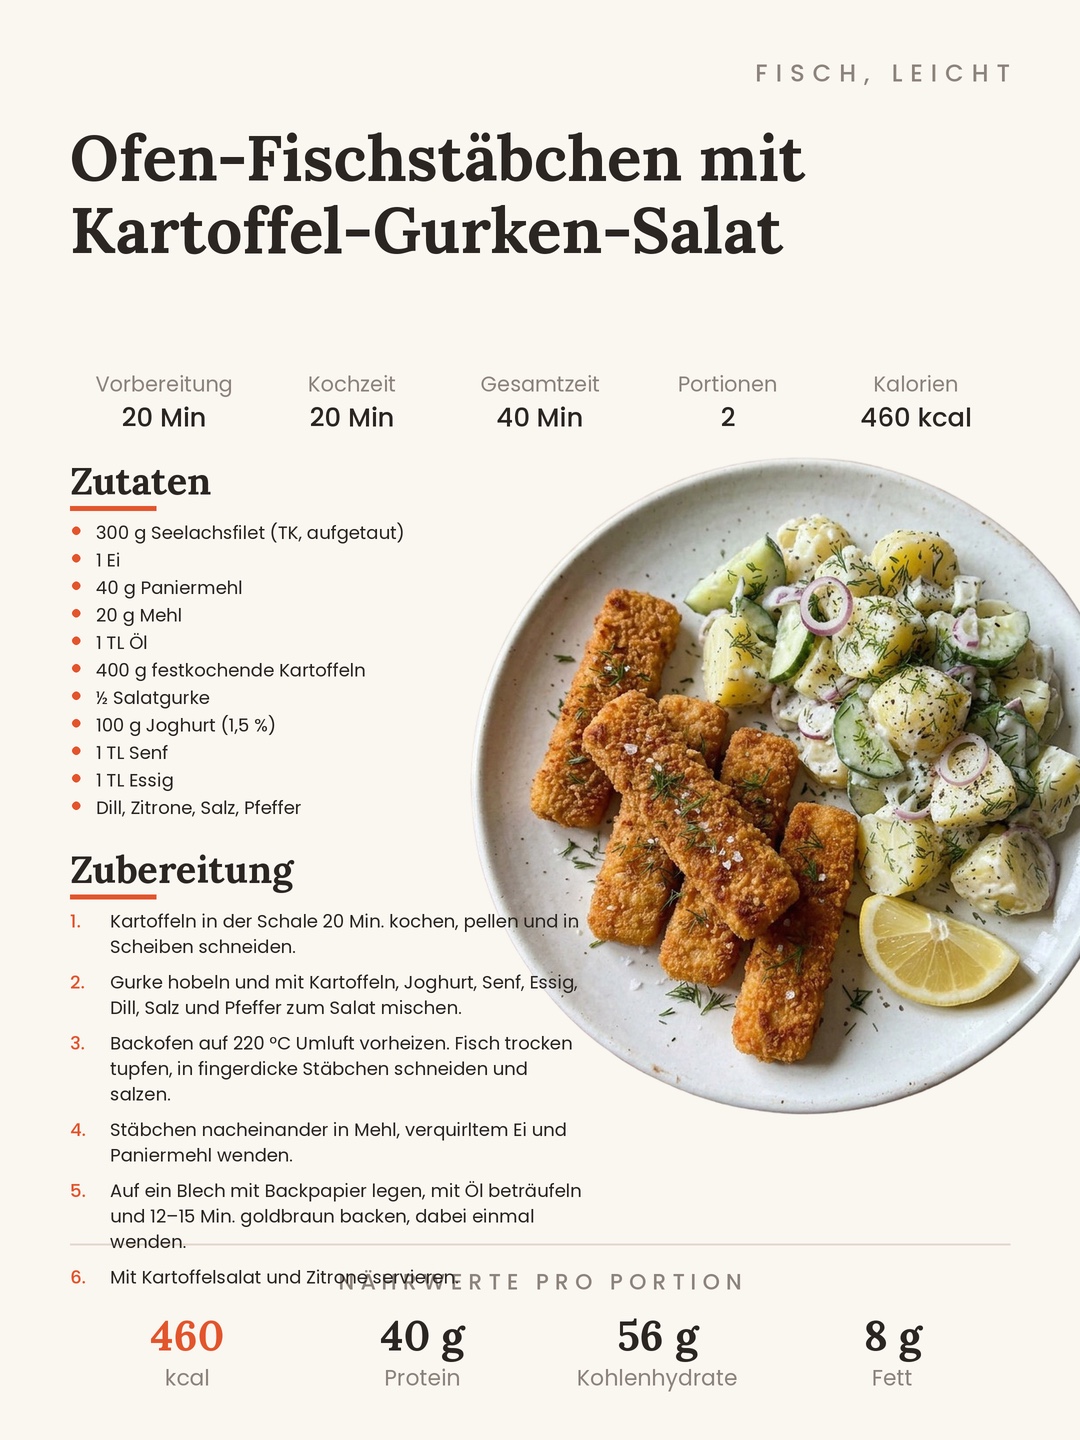 FISCH, LEICHT
Ofen-Fischstäbchen mit
Kartoffel-Gurken-Salat
Vorbereitung
20 Min
Kochzeit
20 Min
Gesamtzeit
40 Min
Portionen
2
Kalorien
460 kcal
Zutaten
300 g Seelachsfilet (TK, aufgetaut)
1 Ei
40 g Paniermehl
20 g Mehl
1 TL Öl
400 g festkochende Kartoffeln
½ Salatgurke
100 g Joghurt (1,5 %)
1 TL Senf
1 TL Essig
Dill, Zitrone, Salz, Pfeffer
Zubereitung
1. Kartoffeln in der Schale 20 Min. kochen, pellen und in
Scheiben schneiden.
2. Gurke hobeln und mit Kartoffeln, Joghurt, Senf, Essig,
Dill, Salz und Pfeffer zum Salat mischen.
3. Backofen auf 220 °C Umluft vorheizen. Fisch trocken
tupfen, in fingerdicke Stäbchen schneiden und
salzen.
4. Stäbchen nacheinander in Mehl, verquirltem Ei und
Paniermehl wenden.
5. Auf ein Blech mit Backpapier legen, mit Öl beträufeln
und 12–15 Min. goldbraun backen, dabei einmal
wenden.
6. Mit Kartoffelsalat und Zitrone servieren.
NÄHRWERTE PRO PORTION
460
kcal
40 g
Protein
56 g
Kohlenhydrate
8 g
Fett